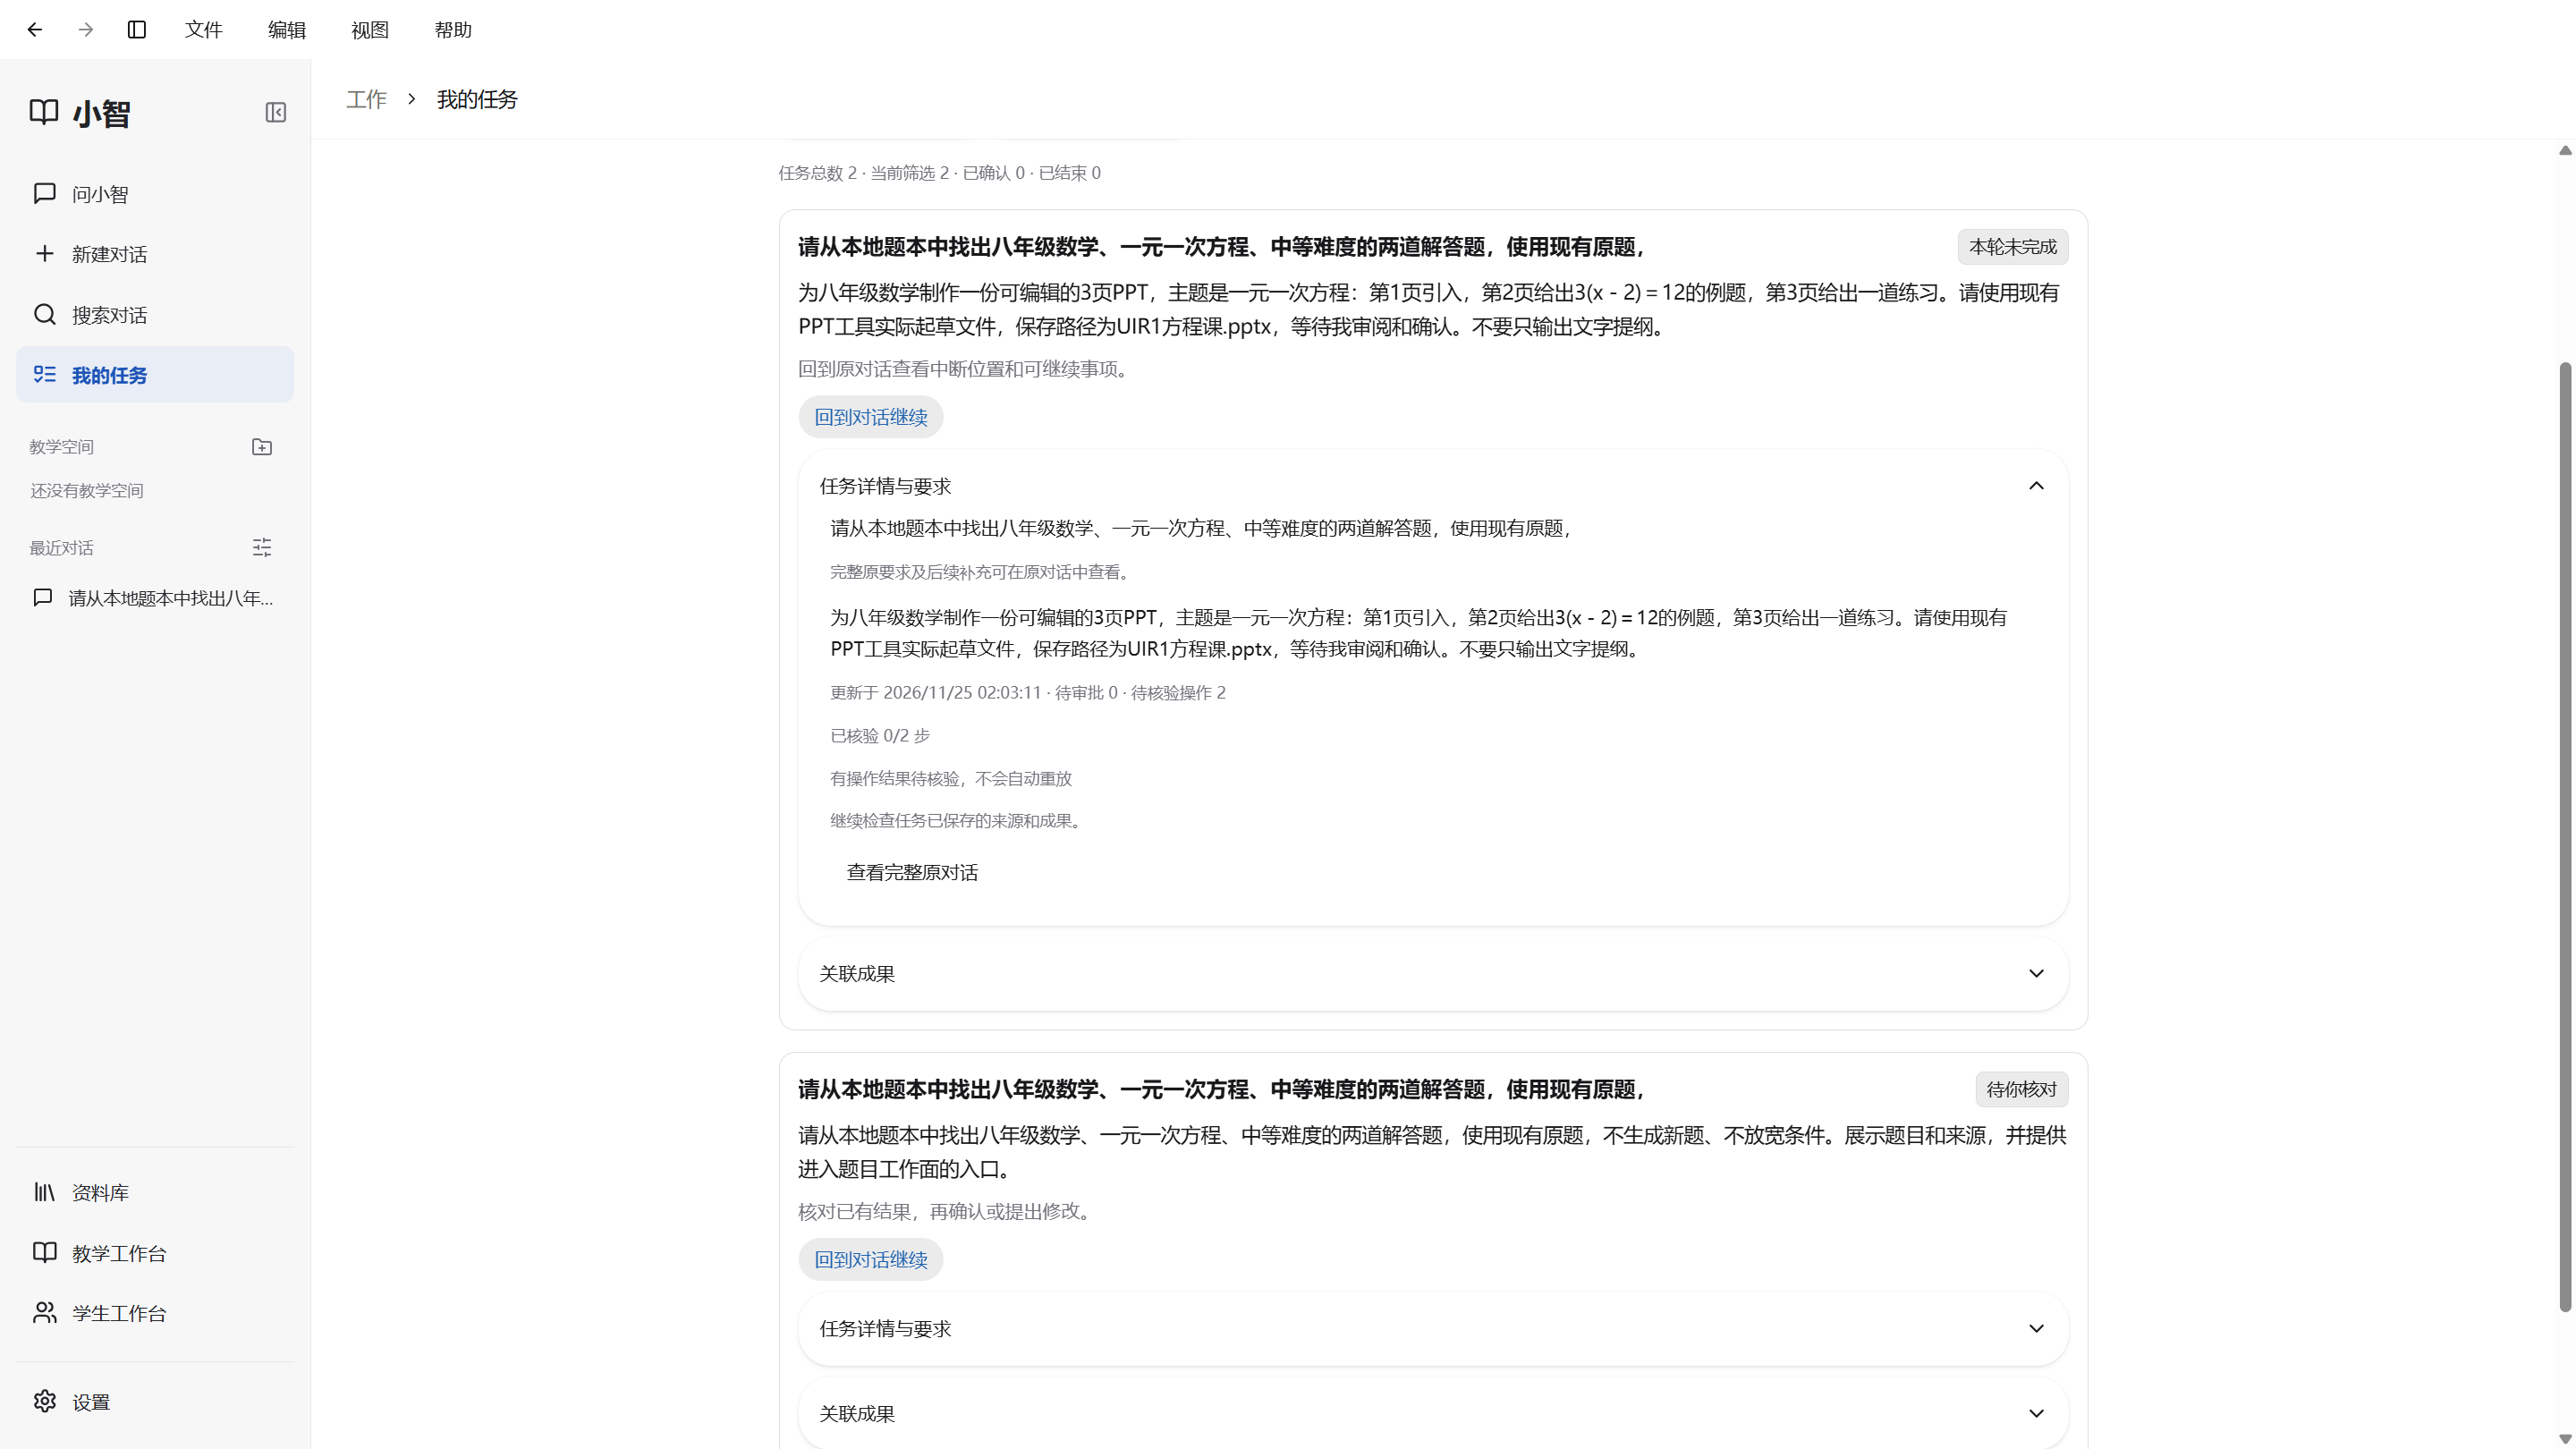 文件 编辑 视图 帮助
小智
问小智
新建对话
搜索对话
我的任务
教学空间
还没有教学空间
最近对话
请从本地题本中找出八年...
资料库
教学工作台
学生工作台
设置
工作 > 我的任务
任务总数 2 · 当前筛选 2 · 已确认 0 · 已结束 0
请从本地题本中找出八年级数学、一元一次方程、中等难度的两道解答题，使用现有原题，
本轮未完成
为八年级数学制作一份可编辑的3页PPT，主题是一元一次方程：第1页引入，第2页给出3(x - 2) = 12的例题，第3页给出一道练习。请使用现有
PPT工具实际起草文件，保存路径为UIR1方程课.pptx，等待我审阅和确认。不要只输出文字提纲。
回到原对话查看中断位置和可继续事项。
回到对话继续
任务详情与要求
请从本地题本中找出八年级数学、一元一次方程、中等难度的两道解答题，使用现有原题，
完整原要求及后续补充可在原对话中查看。
为八年级数学制作一份可编辑的3页PPT，主题是一元一次方程：第1页引入，第2页给出3(x - 2) = 12的例题，第3页给出一道练习。请使用现有
PPT工具实际起草文件，保存路径为UIR1方程课.pptx，等待我审阅和确认。不要只输出文字提纲。
更新于 2026/11/25 02:03:11 · 待审批 0 · 待核验操作 2
已核验 0/2 步
有操作结果待核验，不会自动重放
继续检查任务已保存的来源和成果。
查看完整原对话
关联成果
请从本地题本中找出八年级数学、一元一次方程、中等难度的两道解答题，使用现有原题，
待你核对
请从本地题本中找出八年级数学、一元一次方程、中等难度的两道解答题，使用现有原题，不生成新题、不放宽条件。展示题目和来源，并提供
进入题目工作面的入口。
核对已有结果，再确认或提出修改。
回到对话继续
任务详情与要求
关联成果